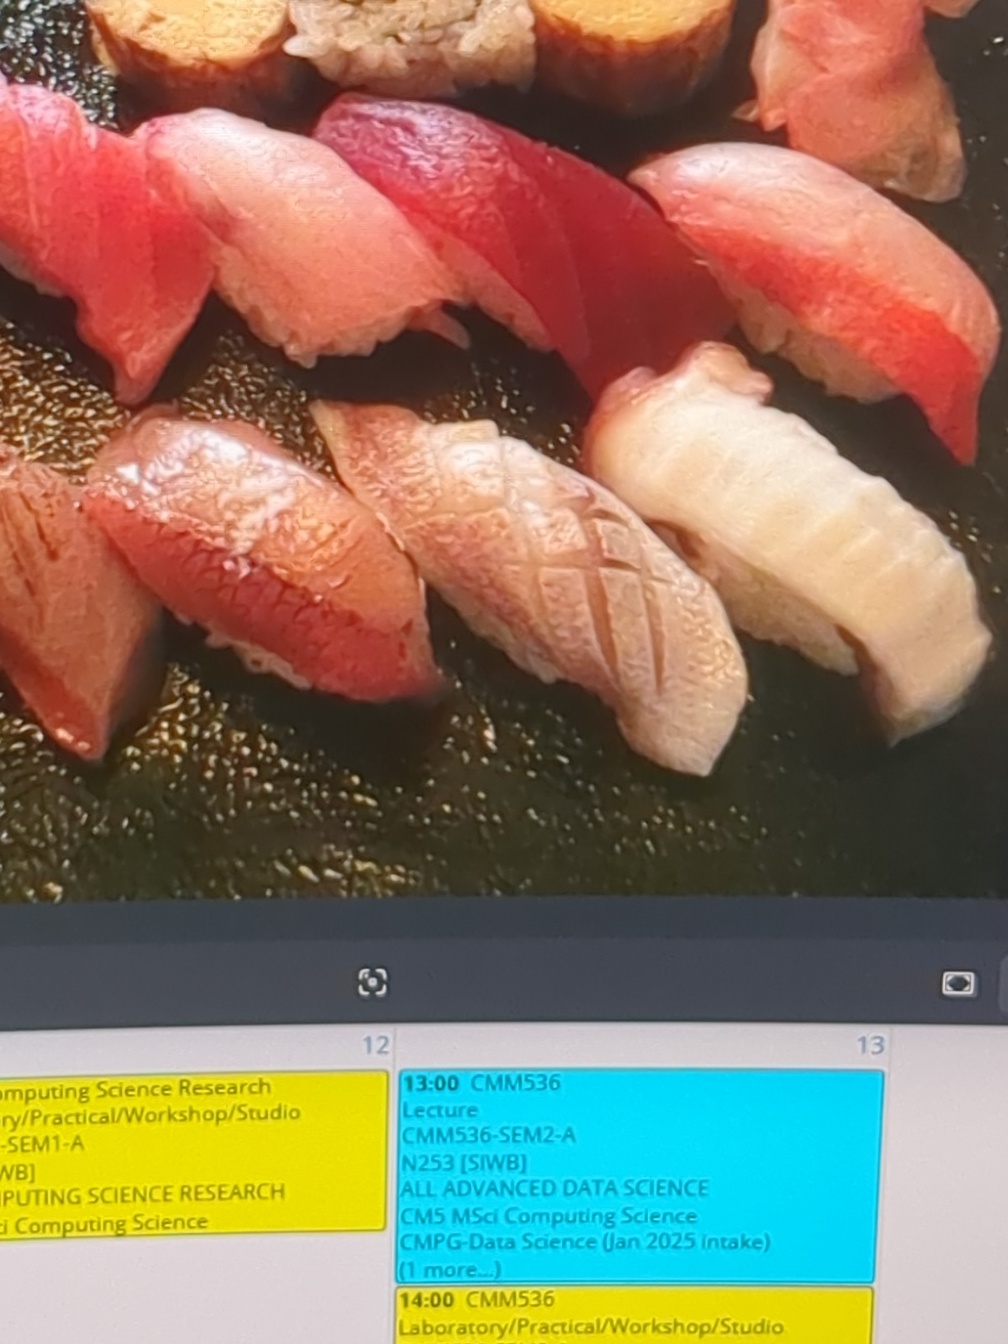 12
omputing Science Research
ry/Practical/Workshop/Studio
-SEM1-A
WB]
PUTING SCIENCE RESEARCH
ci Computing Science
13
13:00 CMM536
Lecture
CMM536-SEM2-A
N253 [SIWB]
ALL ADVANCED DATA SCIENCE
CM5 MSci Computing Science
CMPG-Data Science (Jan 2025 Intake)
(1 more...)
14:00 CMM536
Laboratory/Practical/Workshop/Studio